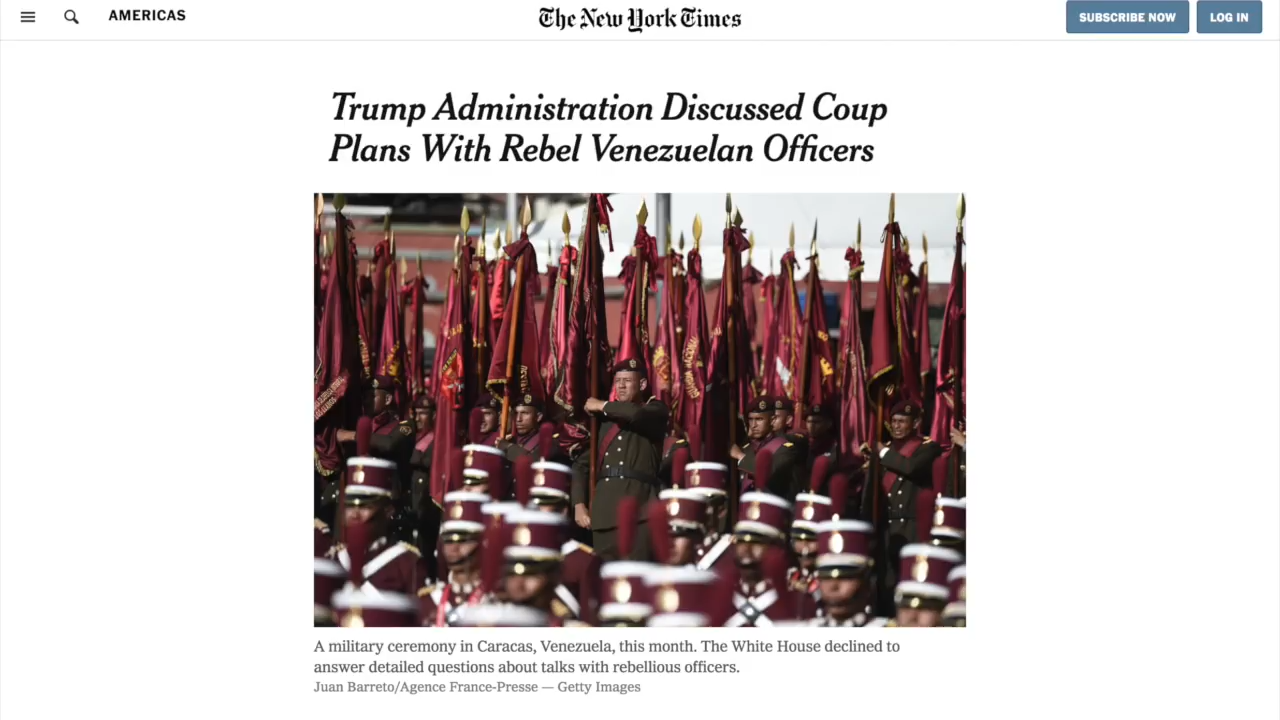 AMERICAS
The New York Times
SUBSCRIBE NOW
LOG IN
Trump Administration Discussed Coup
Plans With Rebel Venezuelan Officers
A military ceremony in Caracas, Venezuela, this month. The White House declined to
answer detailed questions about talks with rebellious officers.
Juan Barreto/Agence France-Presse — Getty Images